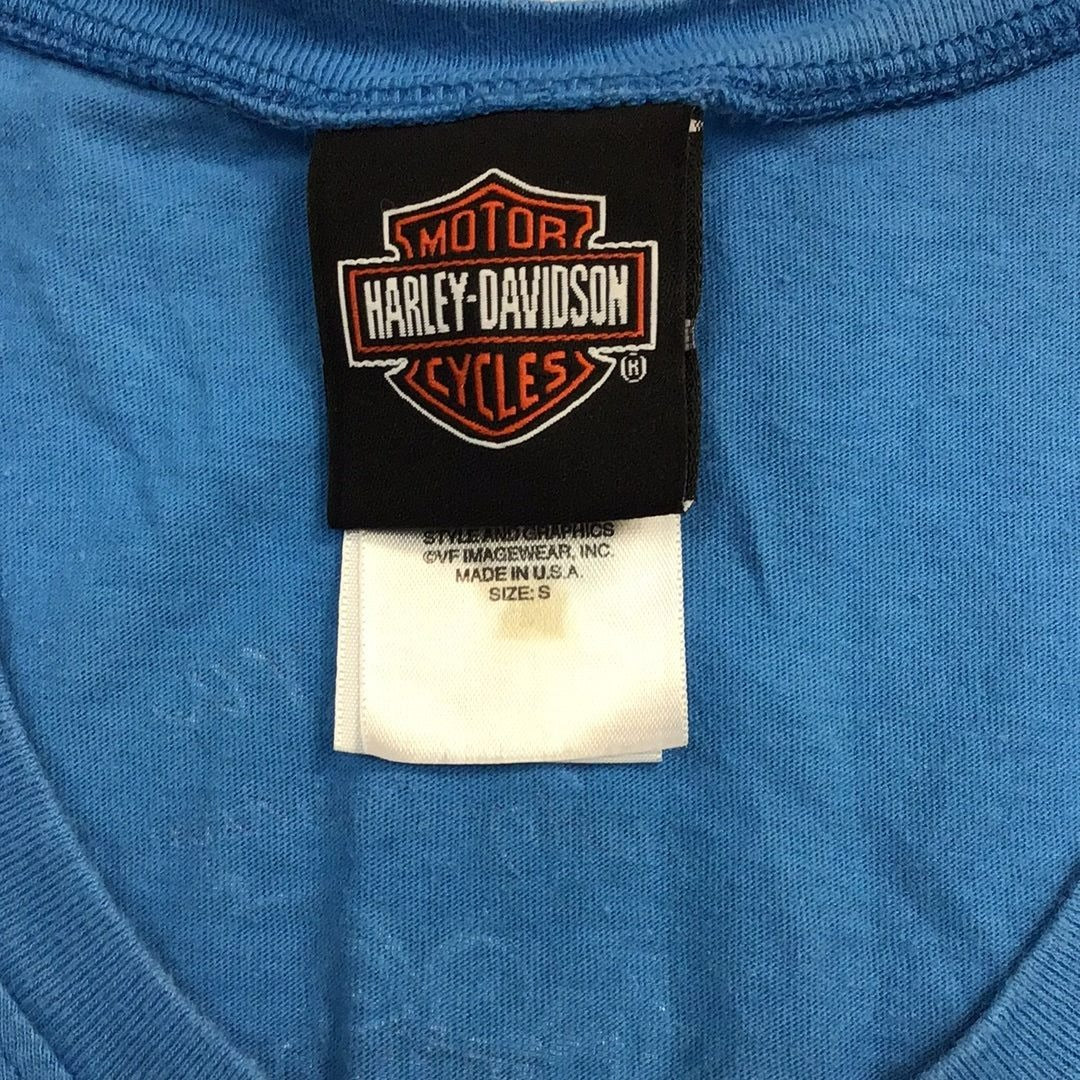 MOTOR
HARLEY-DAVIDSON
CYCLES
®
STYLE AND GRAPHICS
©VF IMAGEWEAR, INC.
MADE IN U.S.A.
SIZE: S